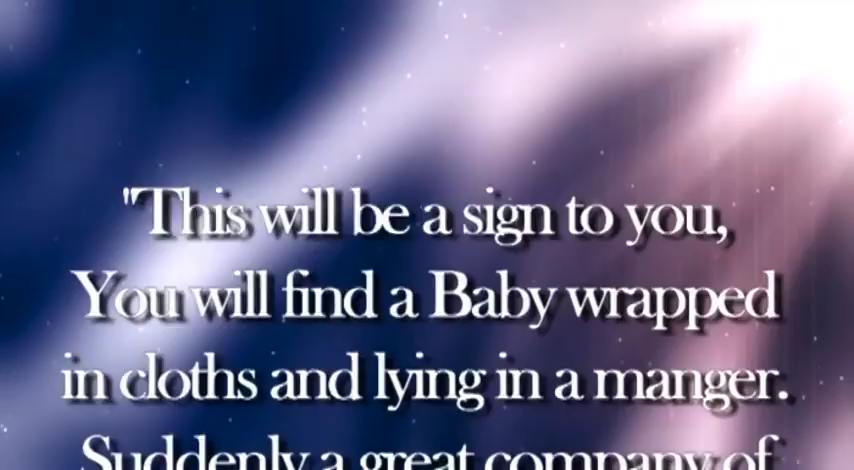 "This will be a sign to you,
You will find a Baby wrapped
in cloths and lying in a manger.
Suddenly a great company of